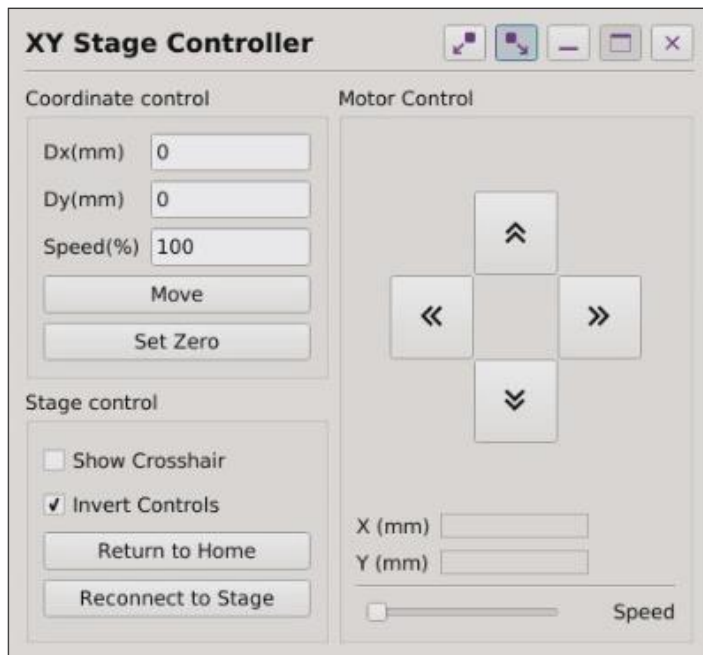 XY Stage Controller
Coordinate control
Dx(mm) 0
Dy(mm) 0
Speed(%) 100
Move
Set Zero
Stage control
Show Crosshair
Invert Controls
Return to Home
Reconnect to Stage
Motor Control
X (mm)
Y (mm)
Speed